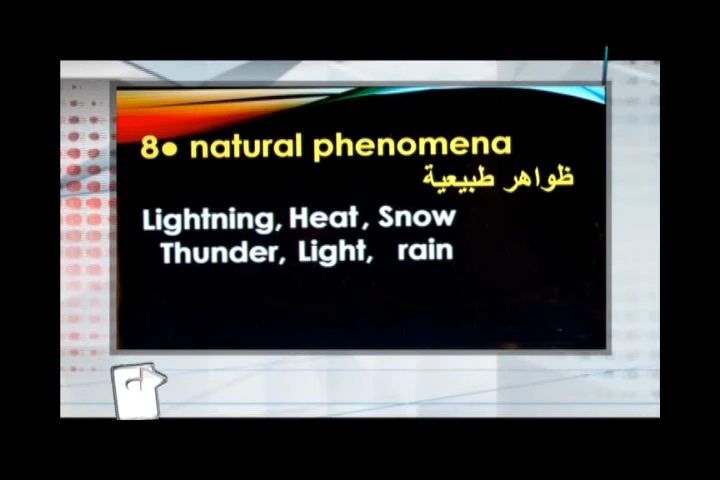 8● natural phenomena
ظواهر طبيعية
Lightning, Heat, Snow
Thunder, Light, rain